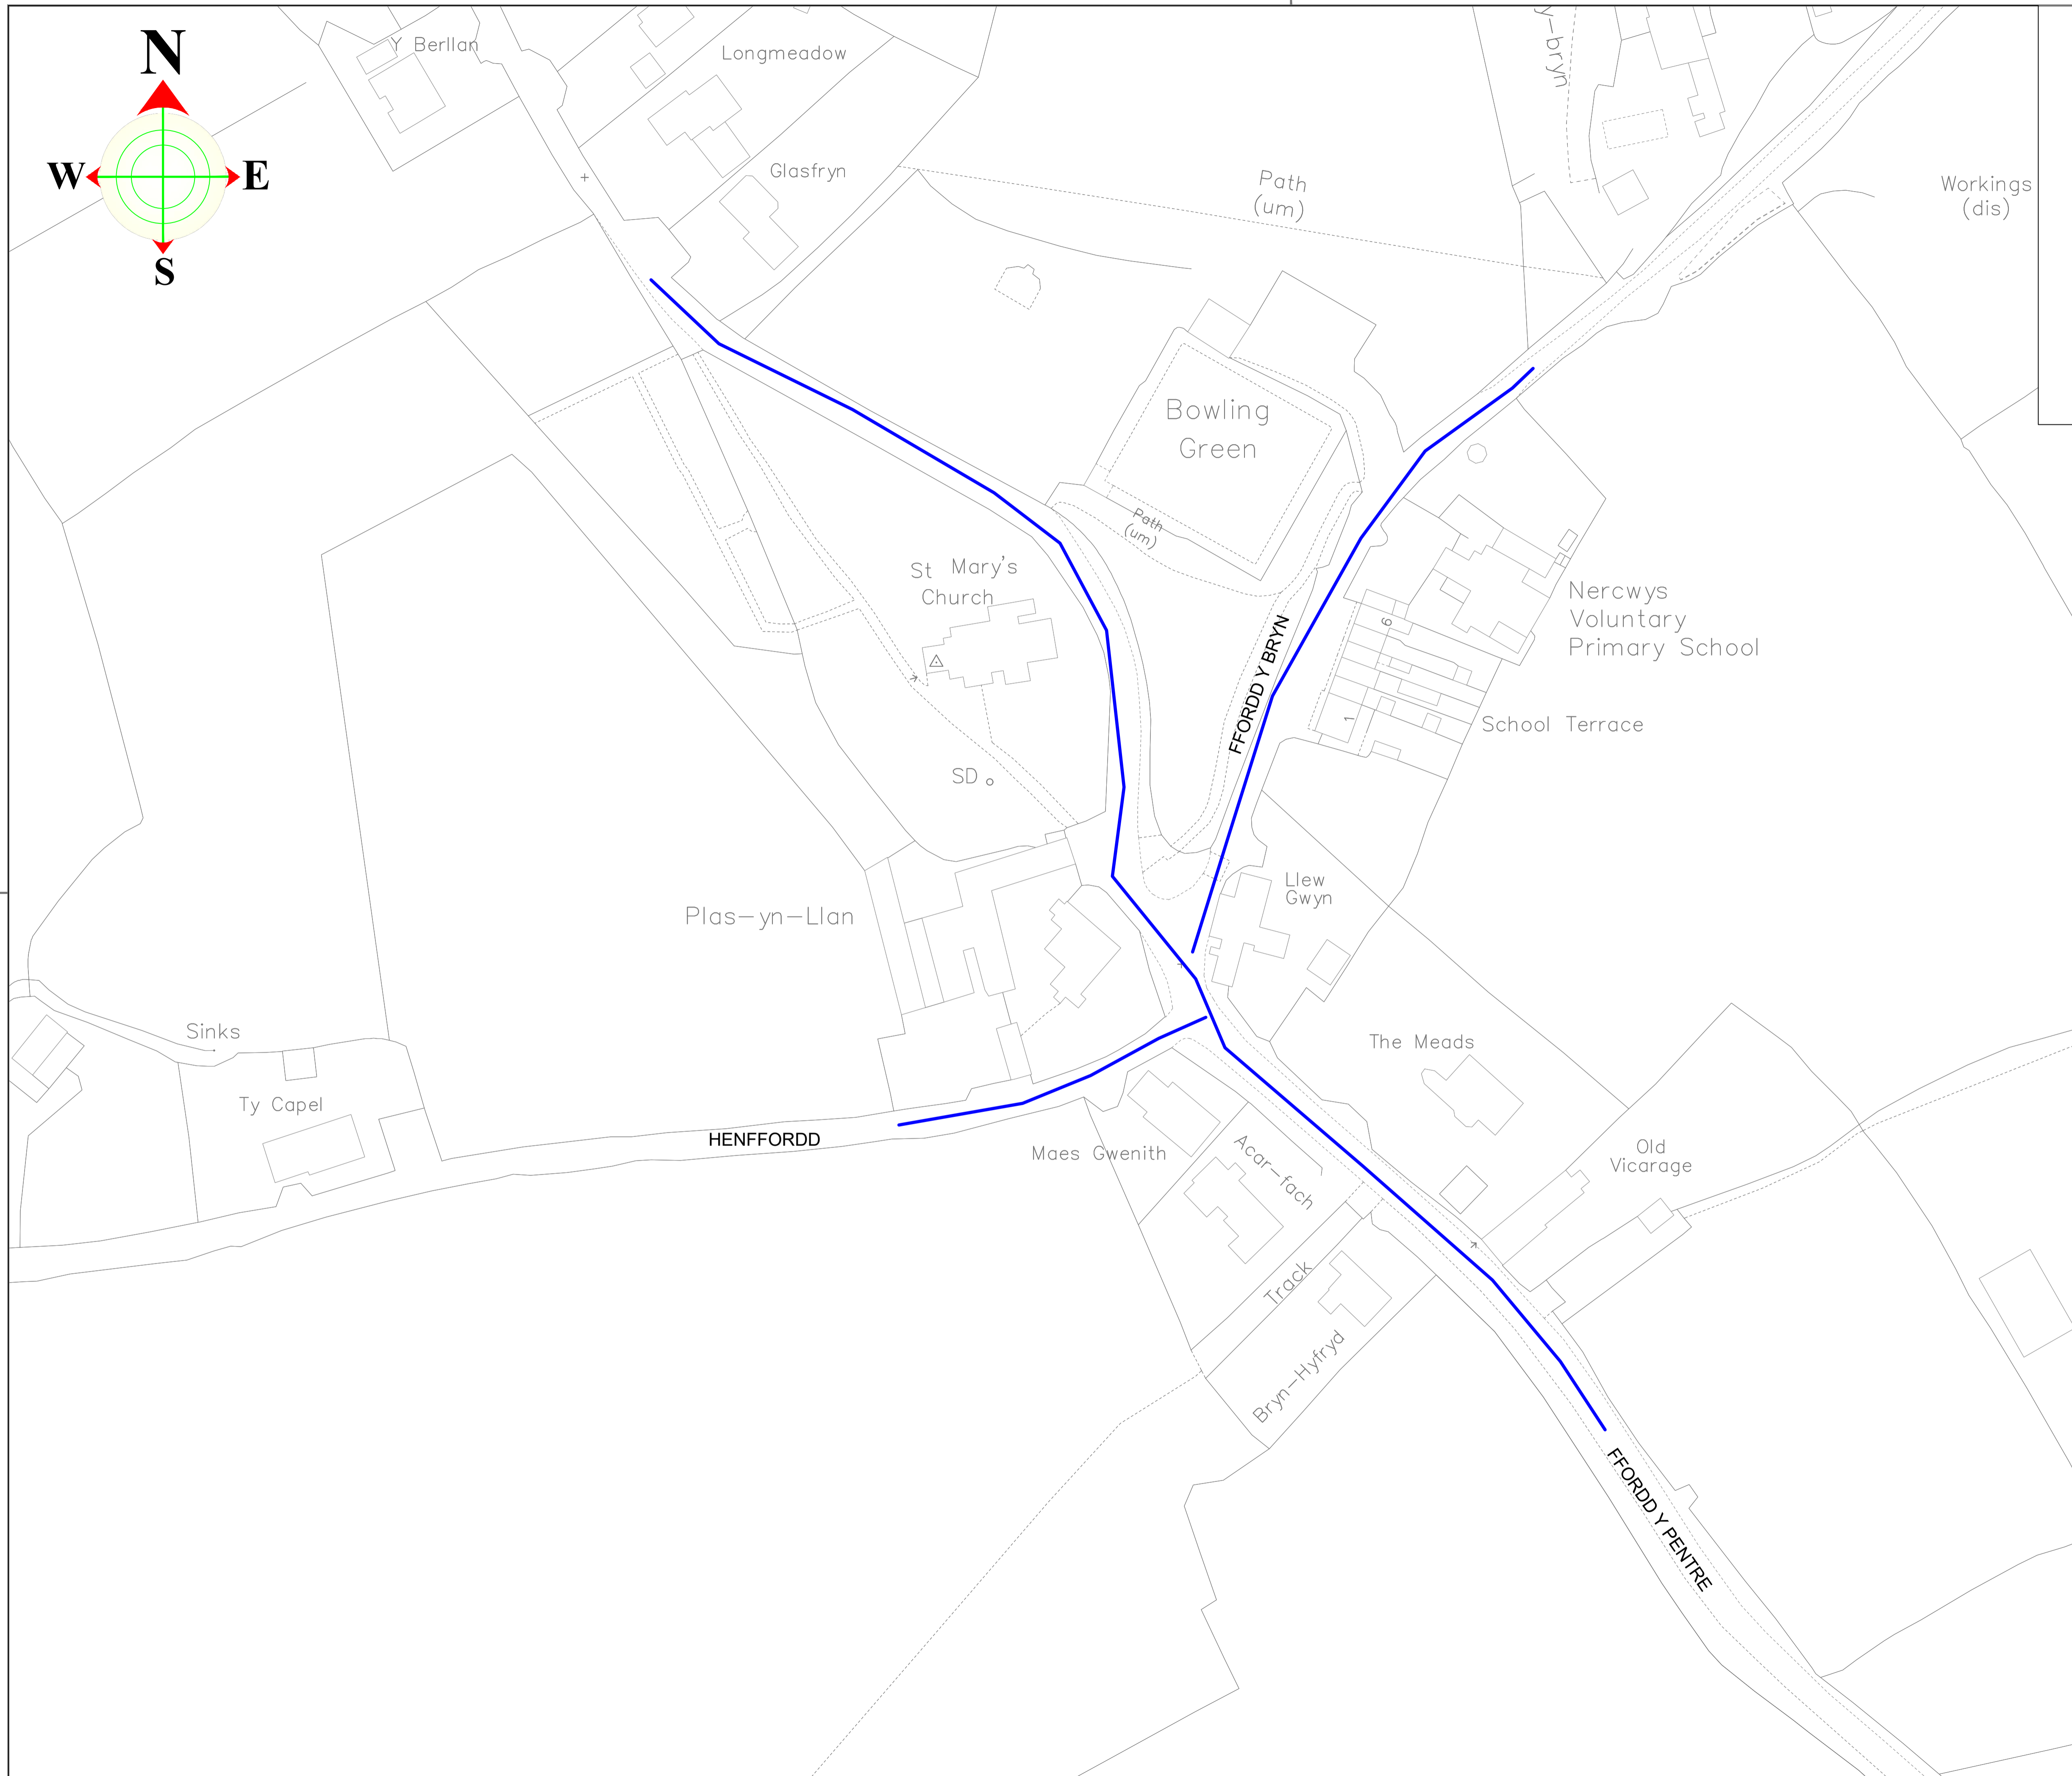 N
W
E
S
Y Berllan
Longmeadow
Glasfryn
y-bryn
Path
(um)
Workings
(dis)
Bowling
Green
Path
(um)
St Mary's
Church
FFORDD Y BRYN
6
1
Nercwys
Voluntary
Primary School
School Terrace
SD
Llew
Gwyn
Plas-yn-Llan
Sinks
Ty Capel
The Meads
HENFFORDD
Maes Gwenith
Acar-fach
Old
Vicarage
Track
Bryn-Hyfryd
FFORDD Y PENTRE